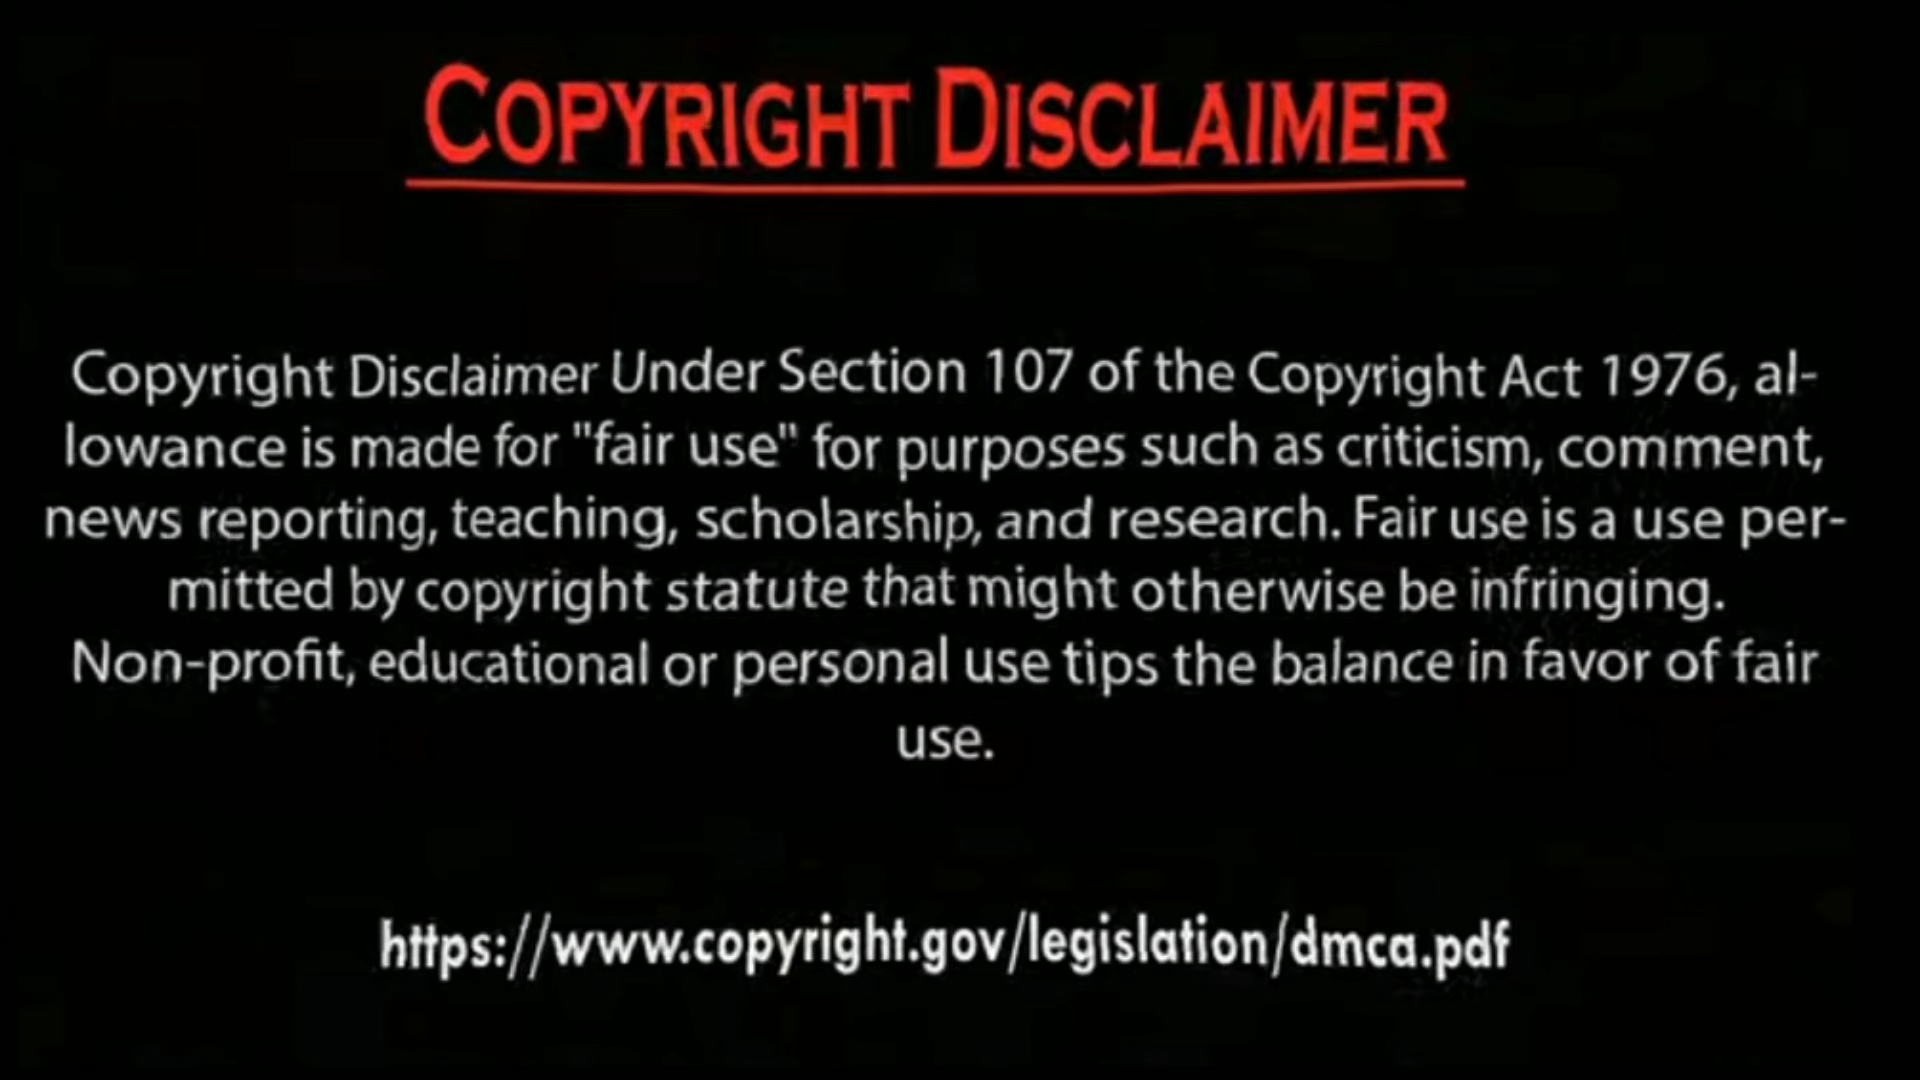 COPYRIGHT DISCLAIMER
Copyright Disclaimer Under Section 107 of the Copyright Act 1976, al-
lowance is made for "fair use" for purposes such as criticism, comment,
news reporting, teaching, scholarship, and research. Fair use is a use per-
mitted by copyright statute that might otherwise be infringing.
Non-profit, educational or personal use tips the balance in favor of fair
use.
https://www.copyright.gov/legislation/dmca.pdf